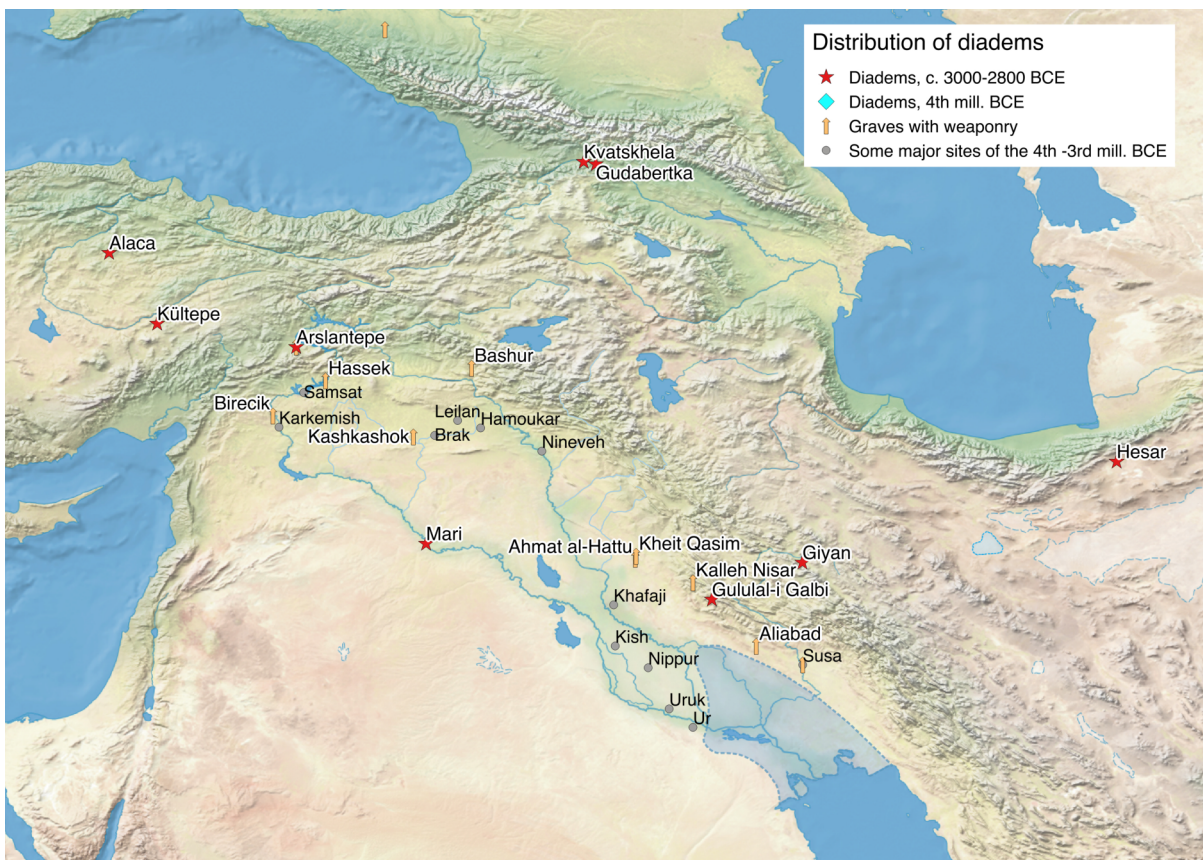 Distribution of diadems
Diadems, c. 3000-2800 BCE
Diadems, 4th mill. BCE
Graves with weaponry
Some major sites of the 4th -3rd mill. BCE
Kvatskhela
Gudabertka
Alaca
Kültepe
Arslantepe
Bashur
Hassek
Samsat
Birecik
Karkemish
Leilan
Hamoukar
Kashkashok
Brak
Nineveh
Hesar
Mari
Ahmat al-Hattu
Kheit Qasim
Giyan
Kalleh Nisar
Gululal-i Galbi
Khafaji
Kish
Aliabad
Nippur
Susa
Uruk
Ur